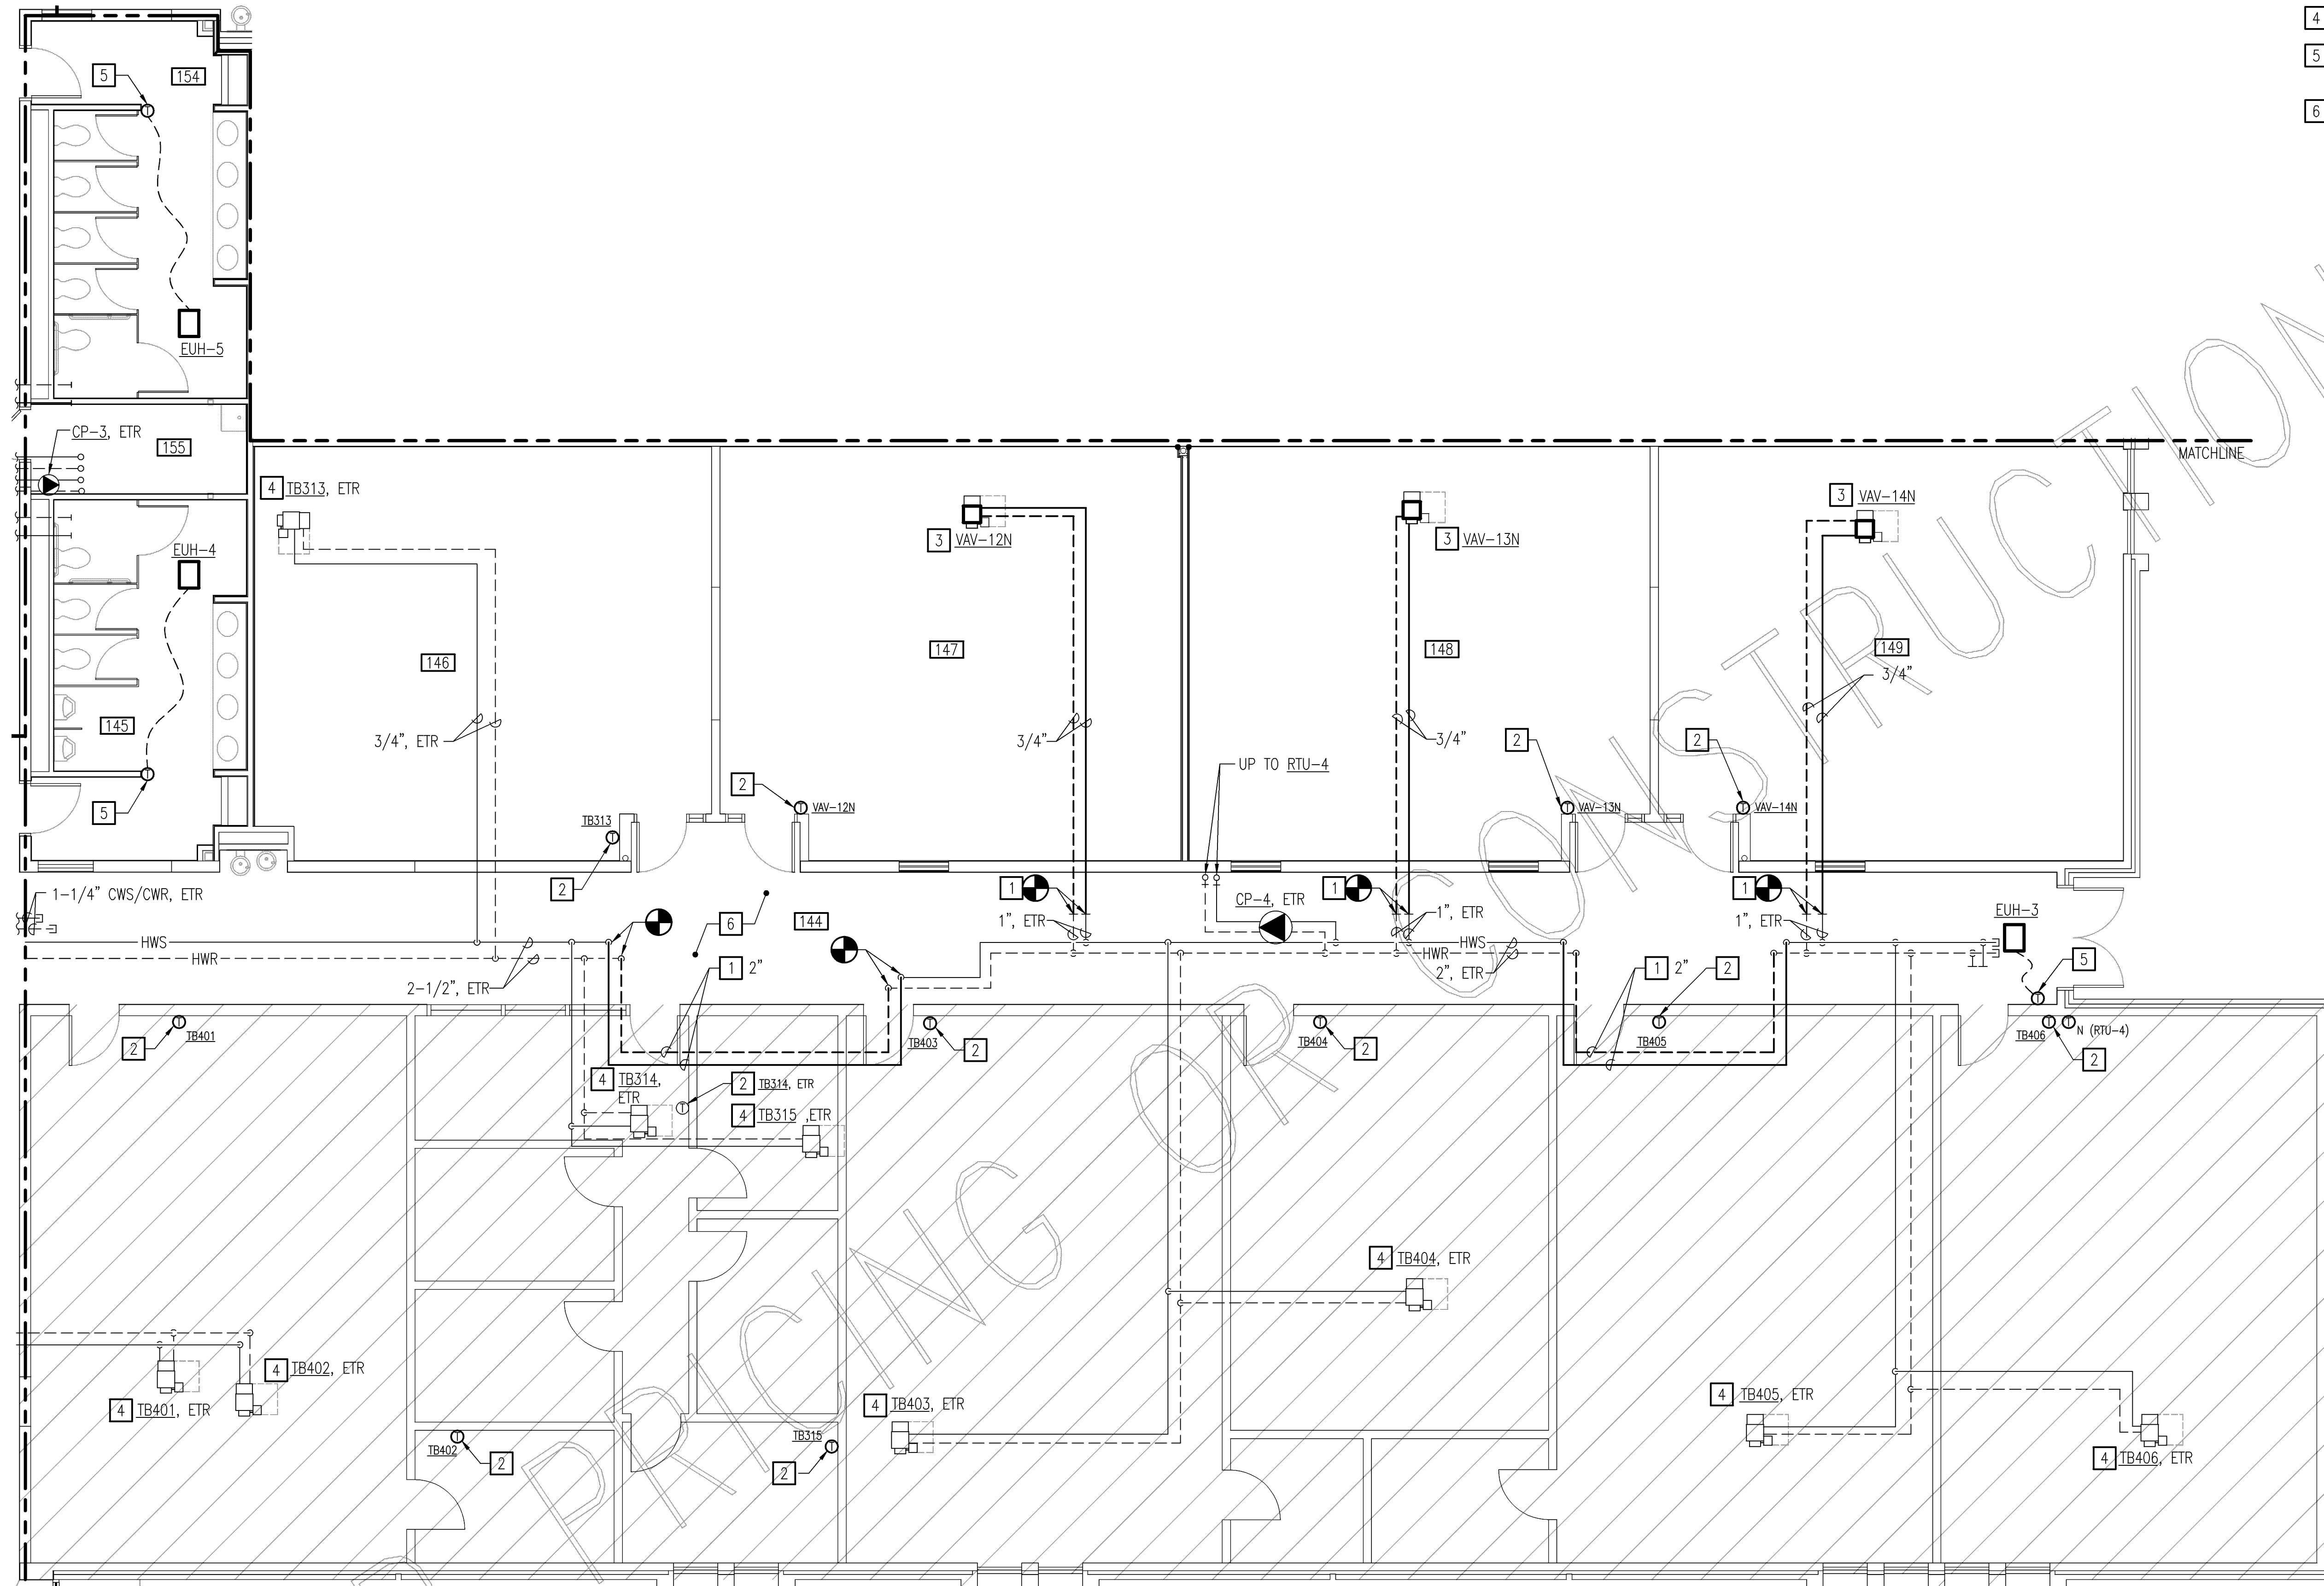 4
5
6
5
154
EUH-5
CP-3, ETR
155
MATCHLINE
4 TB313, ETR
3 VAV-14N
3 VAV-12N
3 VAV-13N
EUH-4
146
147
148
149
3/4"
145
3/4", ETR
3/4"
3/4"
2
2
UP TO RTU-4
2
VAV-12N
VAV-13N
VAV-14N
5
TB313
2
1
1
1
1-1/4" CWS/CWR, ETR
CP-4, ETR
1", ETR
1", ETR
1", ETR
EUH-3
6
144
HWS
HWS
HWR
HWR
2", ETR
5
2-1/2", ETR
1 2"
1 2"
2
TB401
2
TB403
2
TB404
2
TB405
TB406
N (RTU-4)
2
4 TB314,
ETR
2 TB314, ETR
4 TB315 ,ETR
4 TB404, ETR
4 TB402, ETR
4 TB401, ETR
4 TB403, ETR
4 TB405, ETR
TB402
2
TB315
2
4 TB406, ETR
PRICING OR CONSTRUCTION